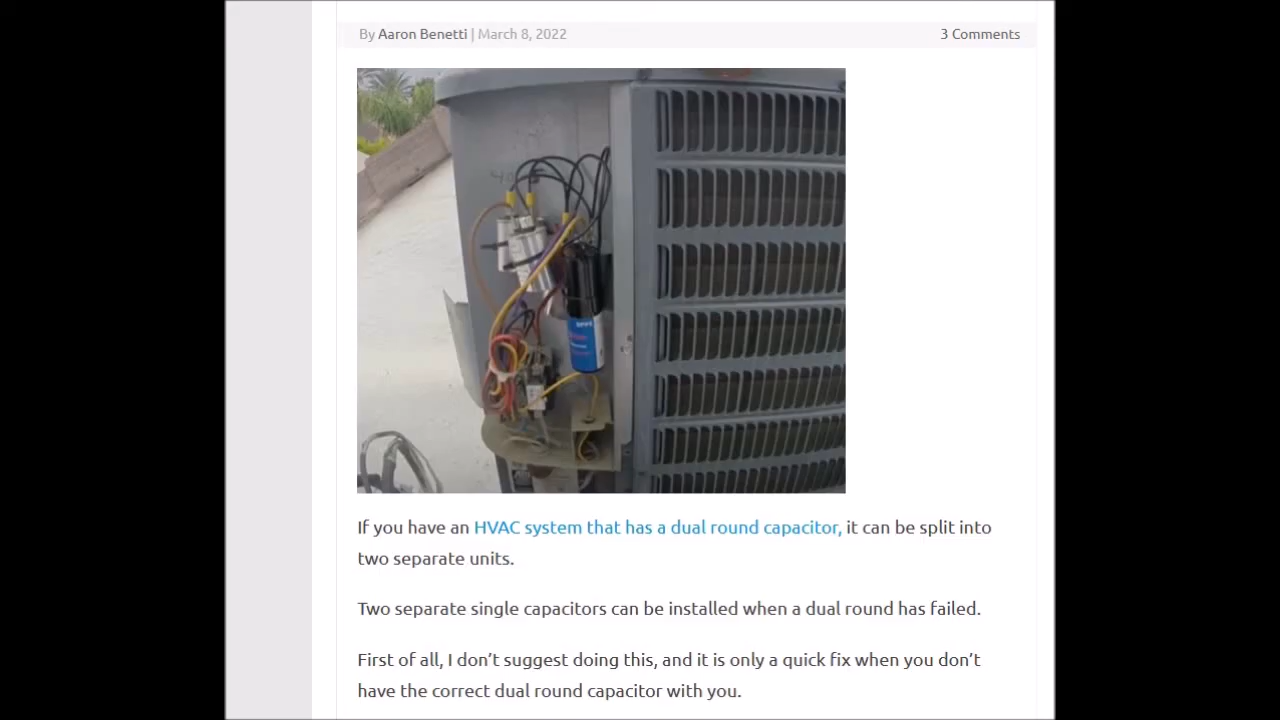 By Aaron Benetti | March 8, 2022
3 Comments
If you have an HVAC system that has a dual round capacitor, it can be split into
two separate units.
Two separate single capacitors can be installed when a dual round has failed.
First of all, I don’t suggest doing this, and it is only a quick fix when you don’t
have the correct dual round capacitor with you.